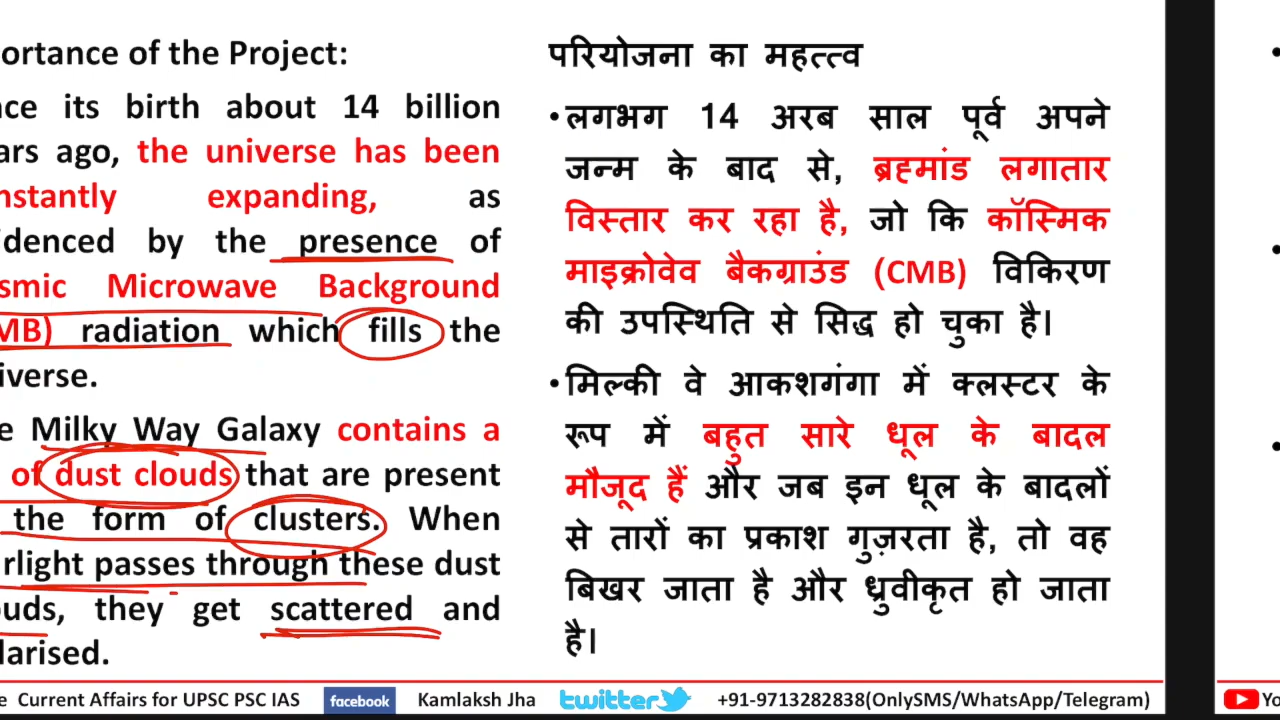 ortance of the Project:
ce its birth about 14 billion
ars ago, the universe has been
nstantly expanding, as
idenced by the presence of
smic Microwave Background
MB) radiation which fills the
iverse.
e Milky Way Galaxy contains a
of dust clouds that are present
the form of clusters. When
rlight passes through these dust
ouds, they get scattered and
larised.
परियोजना का महत्त्व
•लगभग 14 अरब साल पूर्व अपने
जन्म के बाद से, ब्रह्मांड लगातार
विस्तार कर रहा है, जो कि कॉस्मिक
माइक्रोवेव बैकग्राउंड (CMB) विकिरण
की उपस्थिति से सिद्ध हो चुका है।
•मिल्की वे आकशगंगा में क्लस्टर के
रूप में बहुत सारे धूल के बादल
मौजूद हैं और जब इन धूल के बादलों
से तारों का प्रकाश गुज़रता है, तो वह
बिखर जाता है और ध्रुवीकृत हो जाता
है।
e Current Affairs for UPSC PSC IAS facebook Kamlaksh Jha twitter +91-9713282838(OnlySMS/WhatsApp/Telegram) Yo